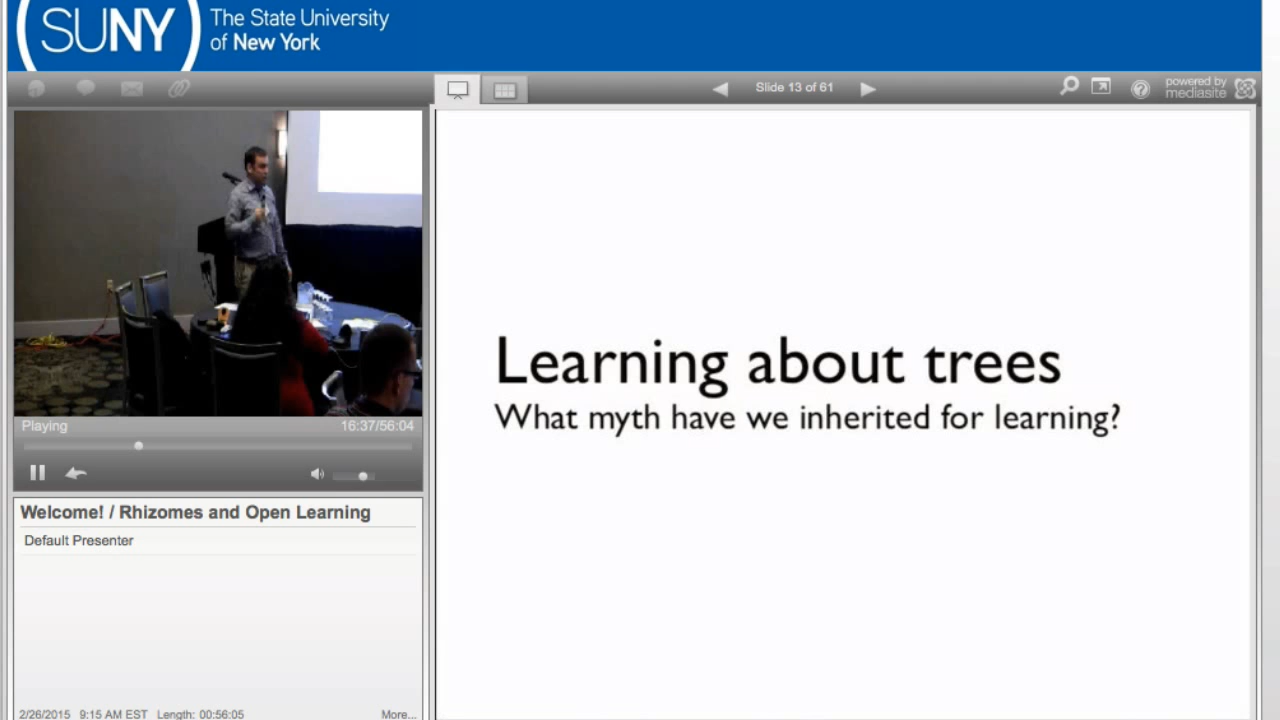 (SUNY)
The State University
of New York
Slide 13 of 61
powered by
mediasite
Learning about trees
What myth have we inherited for learning?
Playing
16:37/56:04
Welcome! / Rhizomes and Open Learning
Default Presenter
2/26/2015 9:15 AM EST Length: 00:56:05
More...